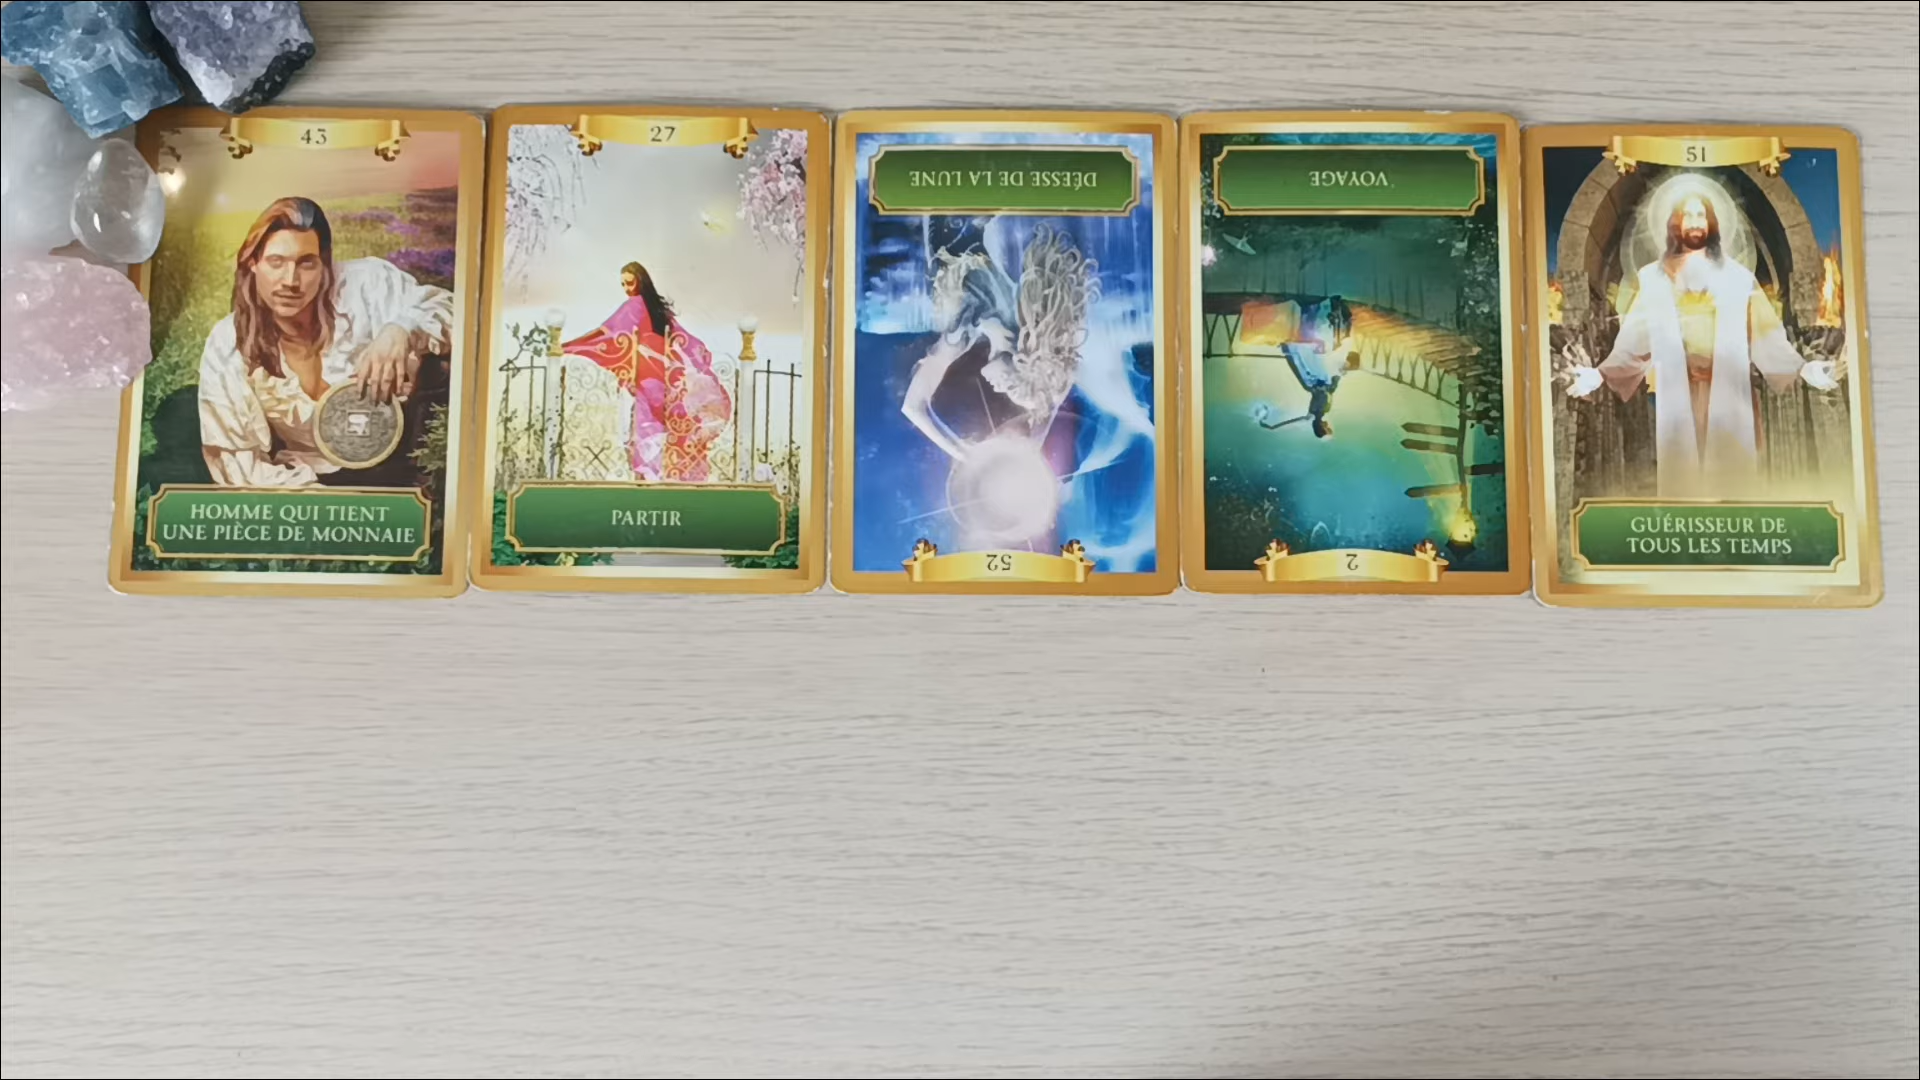 43
HOMME QUI TIENT
UNE PIÈCE DE MONNAIE
27
PARTIR
DÉESSE DE LA LUNE
52
VOYAGE
2
51
GUÉRISSEUR DE
TOUS LES TEMPS